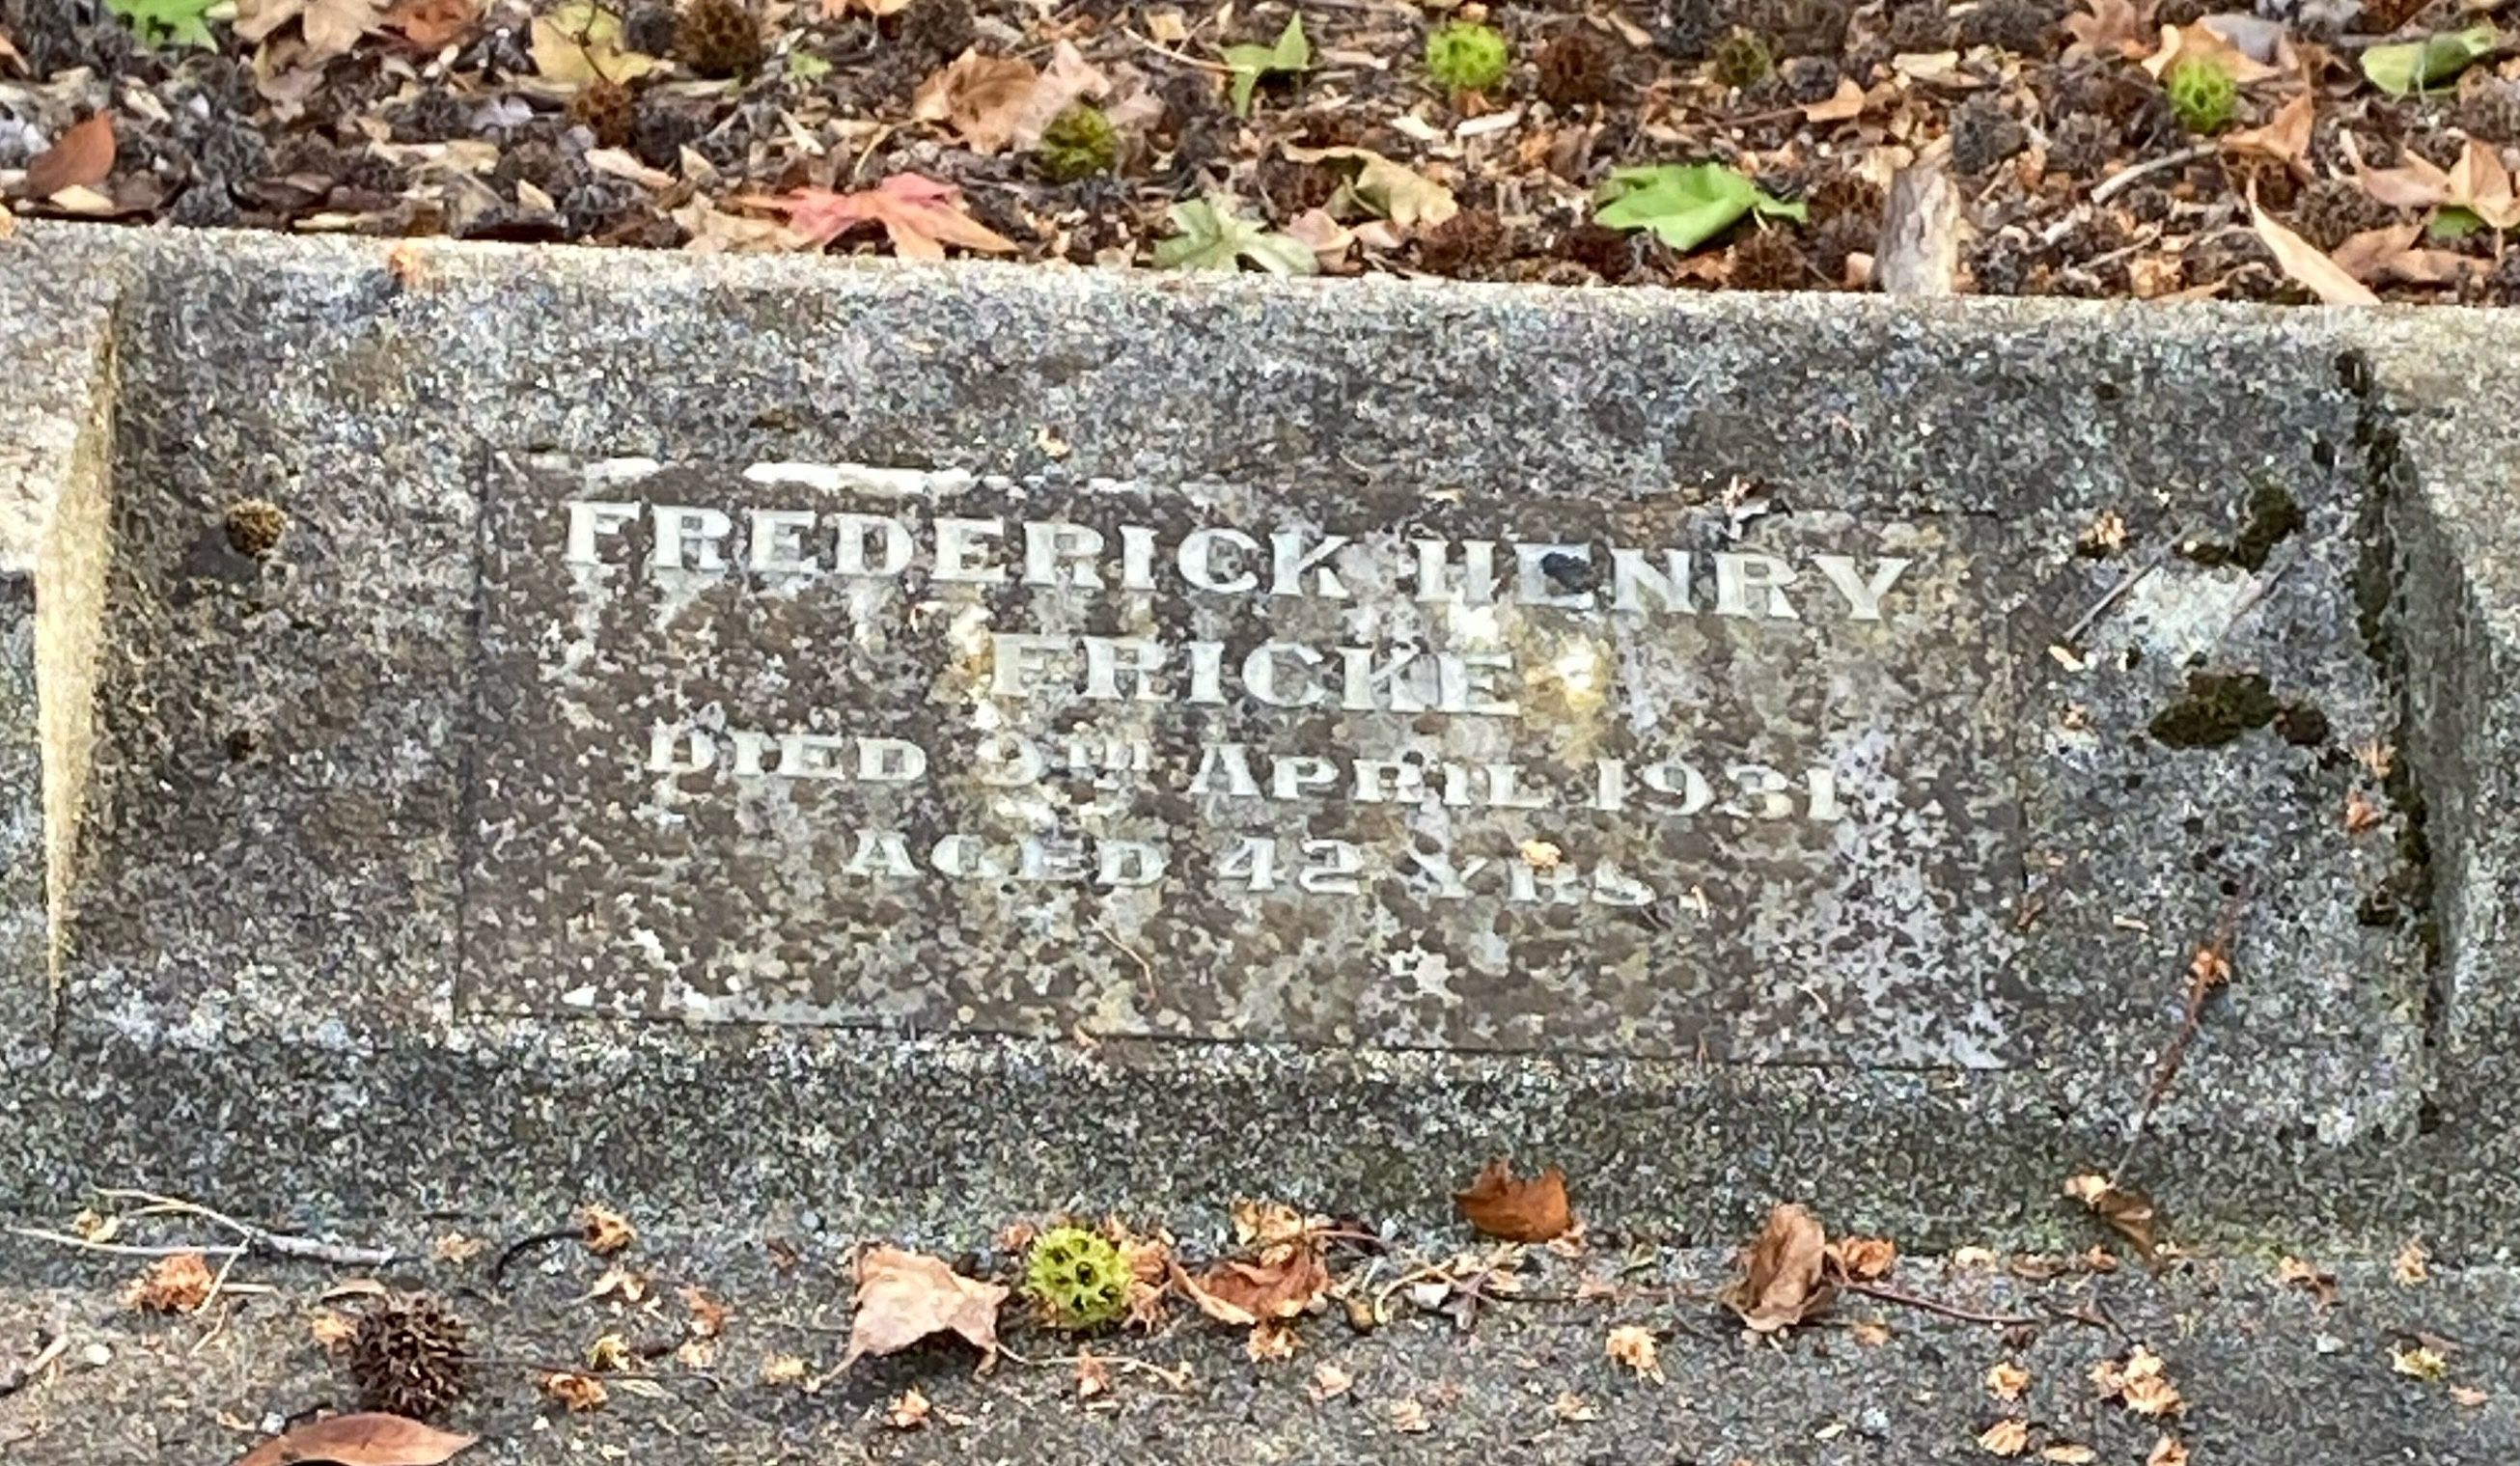 FREDERICK HENRY
FRICKE
DIED 9TH APRIL 1931
AGED 42 YRS